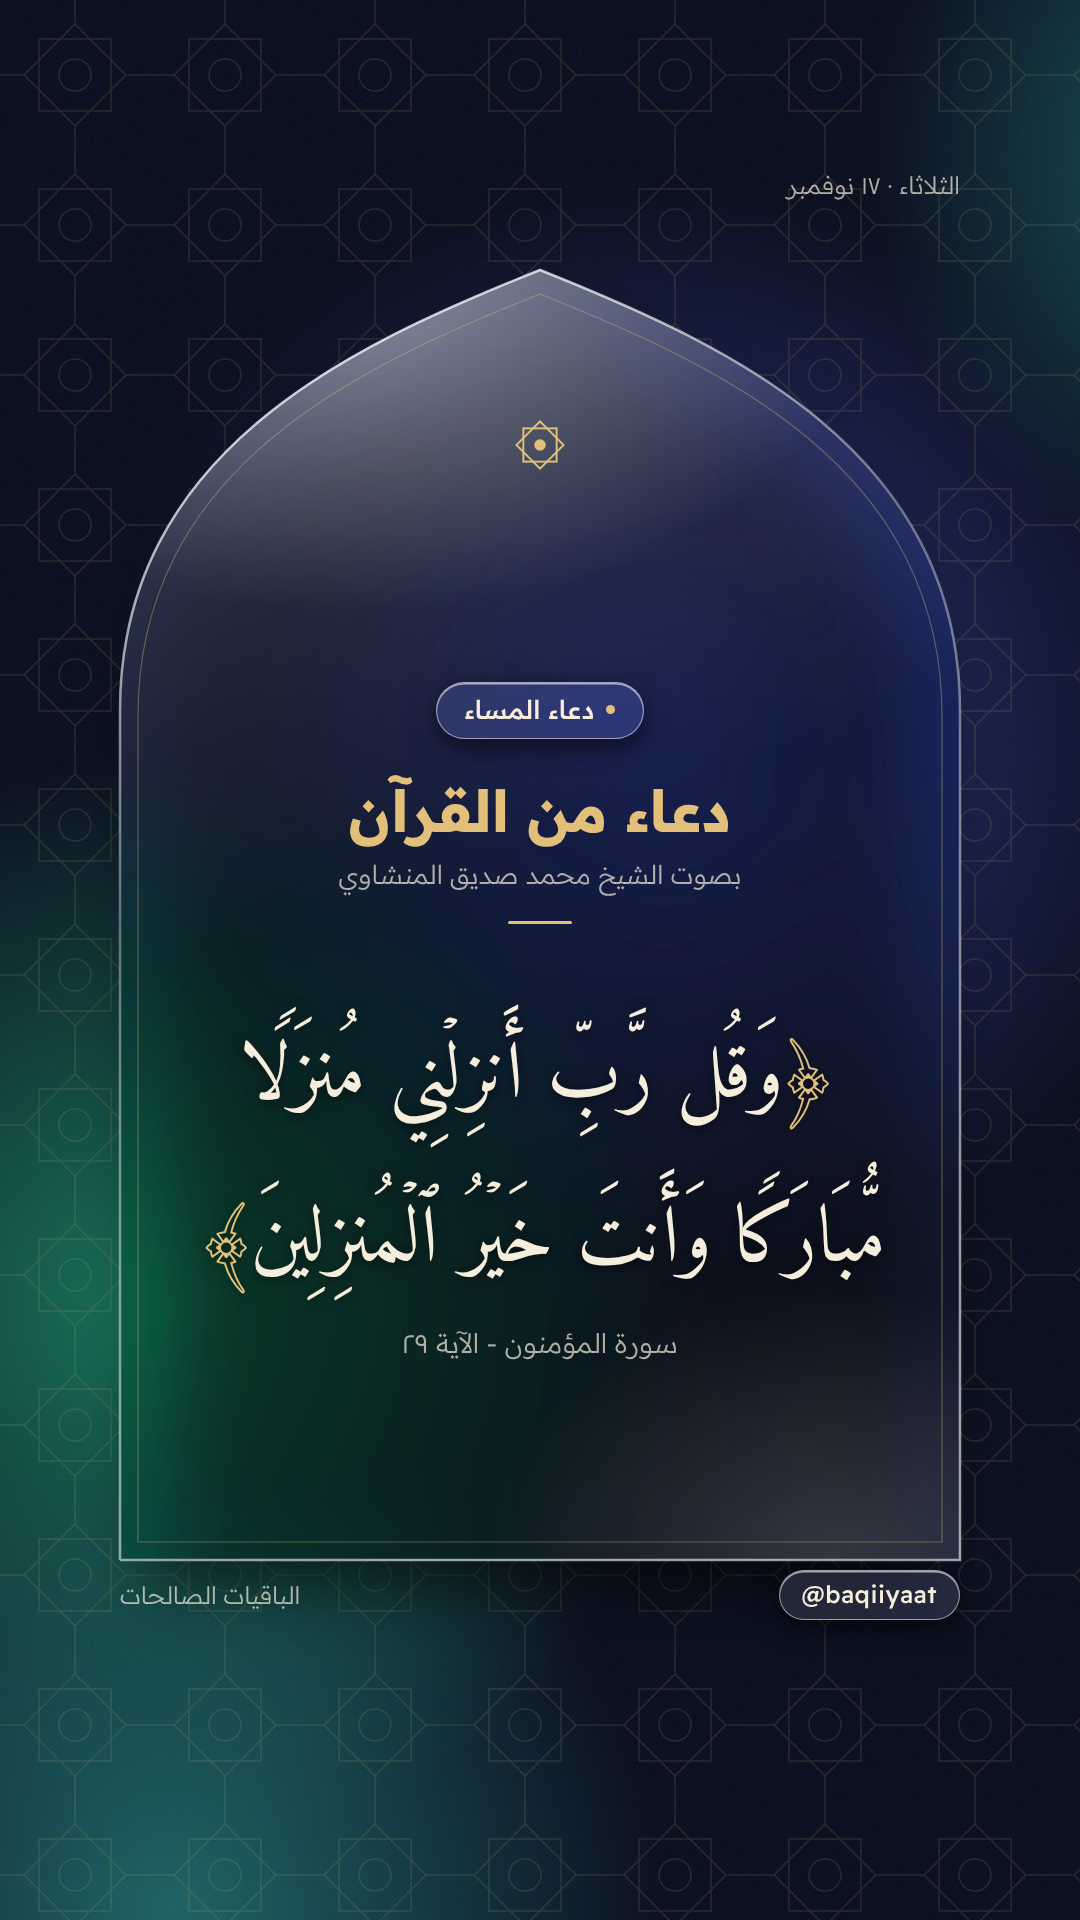 الثلاثاء · ١٧ نوفمبر
دعاء المساء
دعاء من القرآن
بصوت الشيخ محمد صديق المنشاوي
﴿وَقُل رَّبِّ أَنزِلۡنِي مُنزَلٗا
مُّبَارَكٗا وَأَنتَ خَيۡرُ ٱلۡمُنزِلِينَ﴾
سورة المؤمنون - الآية ٢٩
@baqiiyaat
الباقيات الصالحات